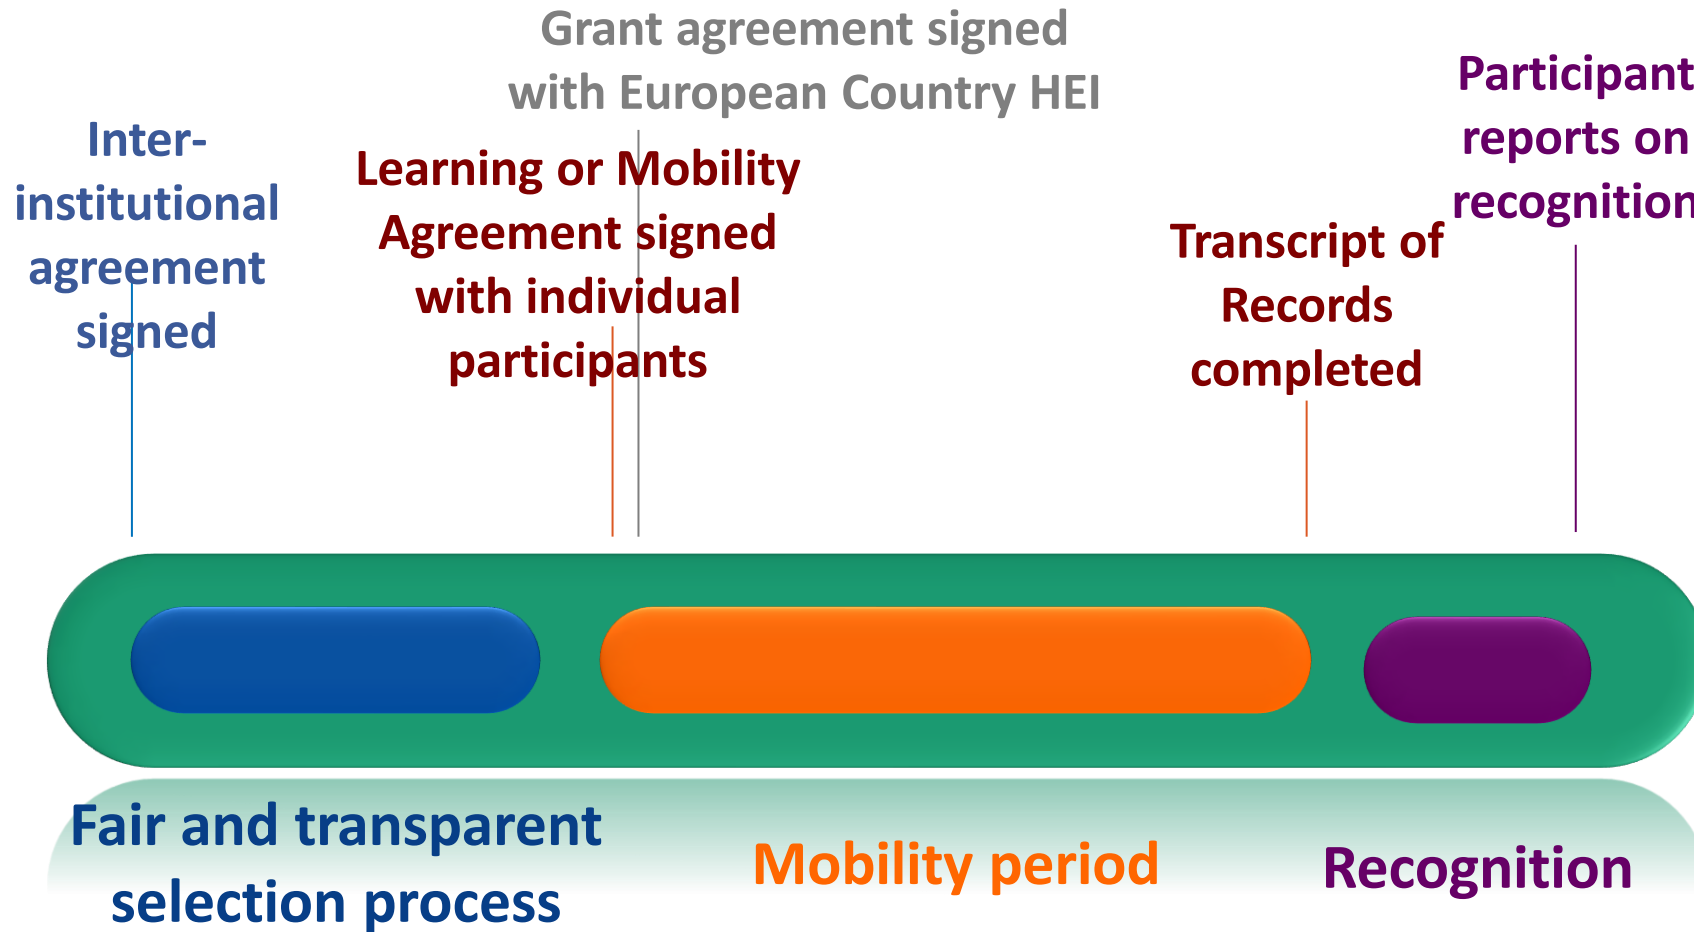 Grant agreement signed
with European Country HEI
Inter-
institutional
agreement
signed
Learning or Mobility
Agreement signed
with individual
participants
Transcript of
Records
completed
Participant
reports on
recognition
Fair and transparent
selection process
Mobility period
Recognition